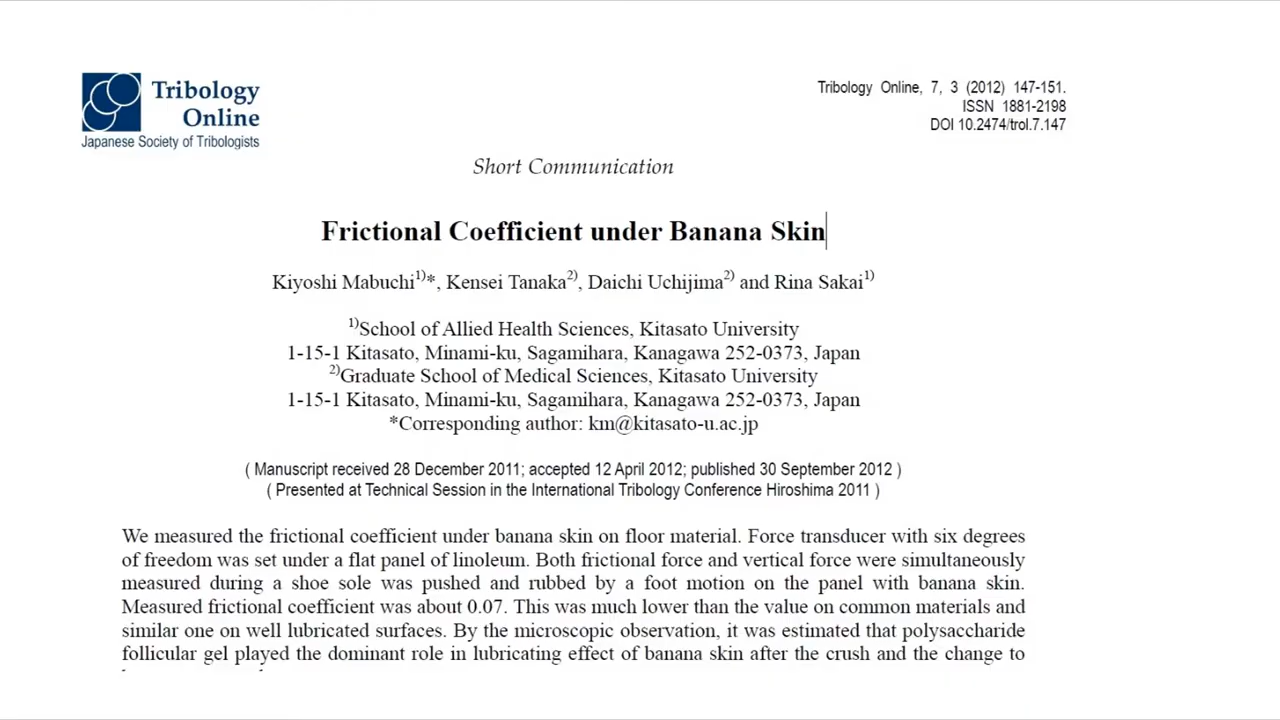 Tribology
Online
Japanese Society of Tribologists
Tribology Online, 7, 3 (2012) 147-151.
ISSN 1881-2198
DOI 10.2474/trol.7.147
Short Communication
Frictional Coefficient under Banana Skin
Kiyoshi Mabuchi1)*, Kensei Tanaka2), Daichi Uchijima2) and Rina Sakai1)
1)School of Allied Health Sciences, Kitasato University
1-15-1 Kitasato, Minami-ku, Sagamihara, Kanagawa 252-0373, Japan
2)Graduate School of Medical Sciences, Kitasato University
1-15-1 Kitasato, Minami-ku, Sagamihara, Kanagawa 252-0373, Japan
*Corresponding author: km@kitasato-u.ac.jp
( Manuscript received 28 December 2011; accepted 12 April 2012; published 30 September 2012 )
( Presented at Technical Session in the International Tribology Conference Hiroshima 2011 )
We measured the frictional coefficient under banana skin on floor material. Force transducer with six degrees
of freedom was set under a flat panel of linoleum. Both frictional force and vertical force were simultaneously
measured during a shoe sole was pushed and rubbed by a foot motion on the panel with banana skin.
Measured frictional coefficient was about 0.07. This was much lower than the value on common materials and
similar one on well lubricated surfaces. By the microscopic observation, it was estimated that polysaccharide
follicular gel played the dominant role in lubricating effect of banana skin after the crush and the change to